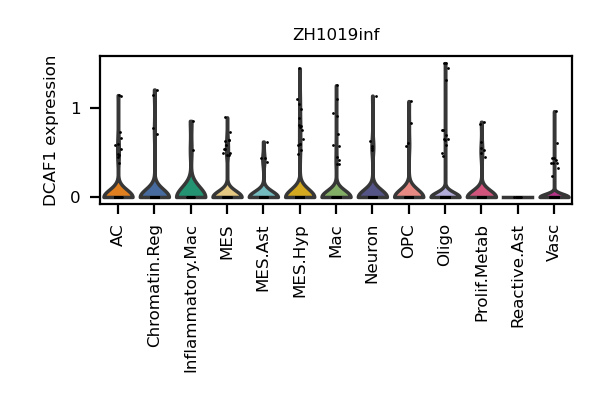 ZH1019inf
DCAF1 expression
1
0
AC
Chromatin.Reg
Inflammatory.Mac
MES
MES.Ast
MES.Hyp
Mac
Neuron
OPC
Oligo
Prolif.Metab
Reactive.Ast
Vasc